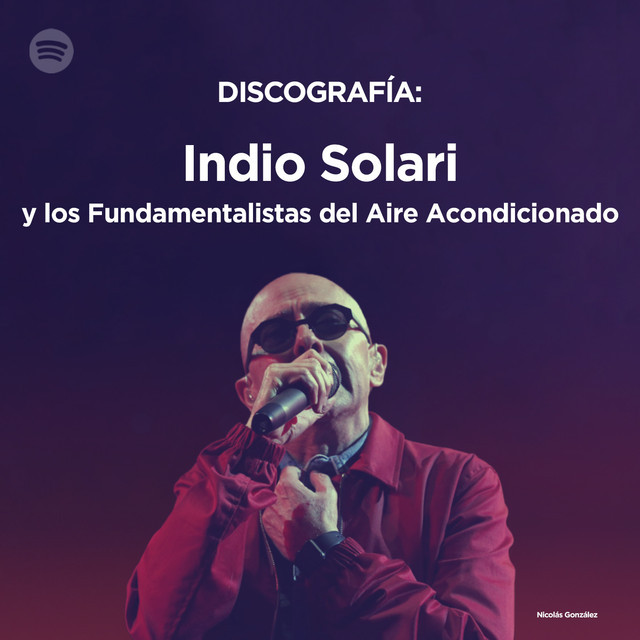 DISCOGRAFÍA:
Indio Solari
y los Fundamentalistas del Aire Acondicionado
Nicolás González